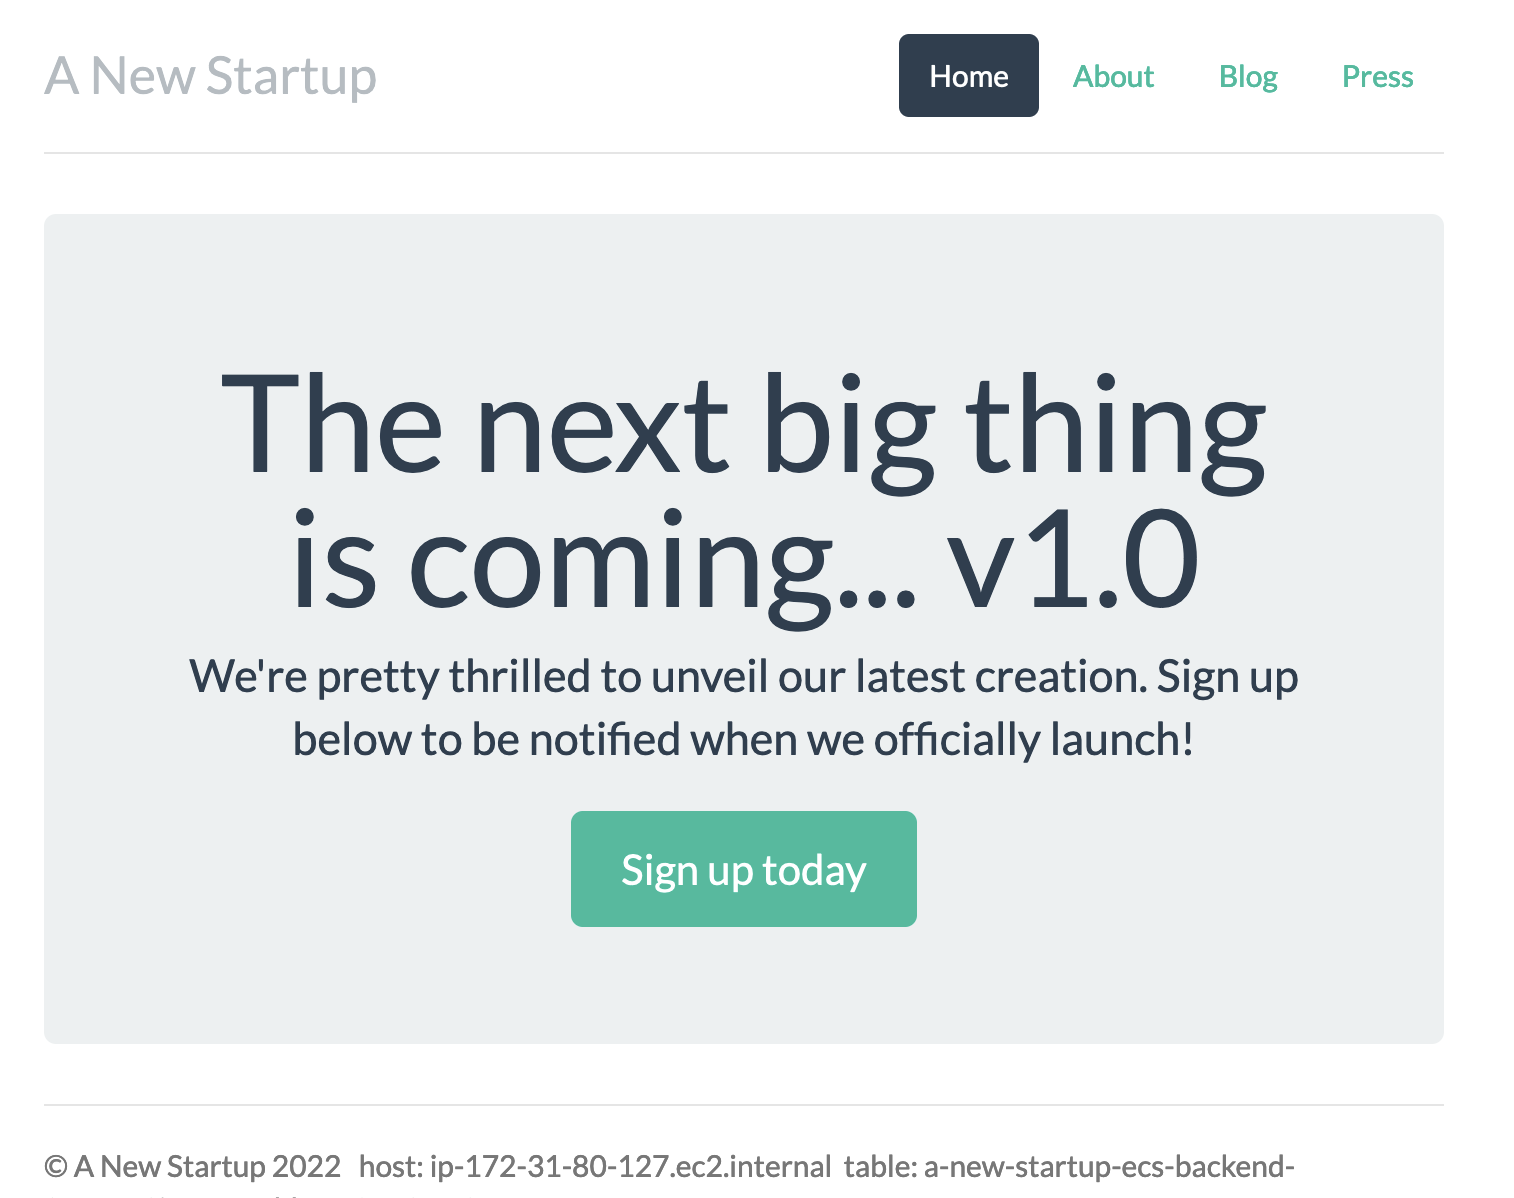 A New Startup
Home
About
Blog
Press
The next big thing
is coming... v1.0
We're pretty thrilled to unveil our latest creation. Sign up
below to be notified when we officially launch!
Sign up today
© A New Startup 2022 host: ip-172-31-80-127.ec2.internal table: a-new-startup-ecs-backend-